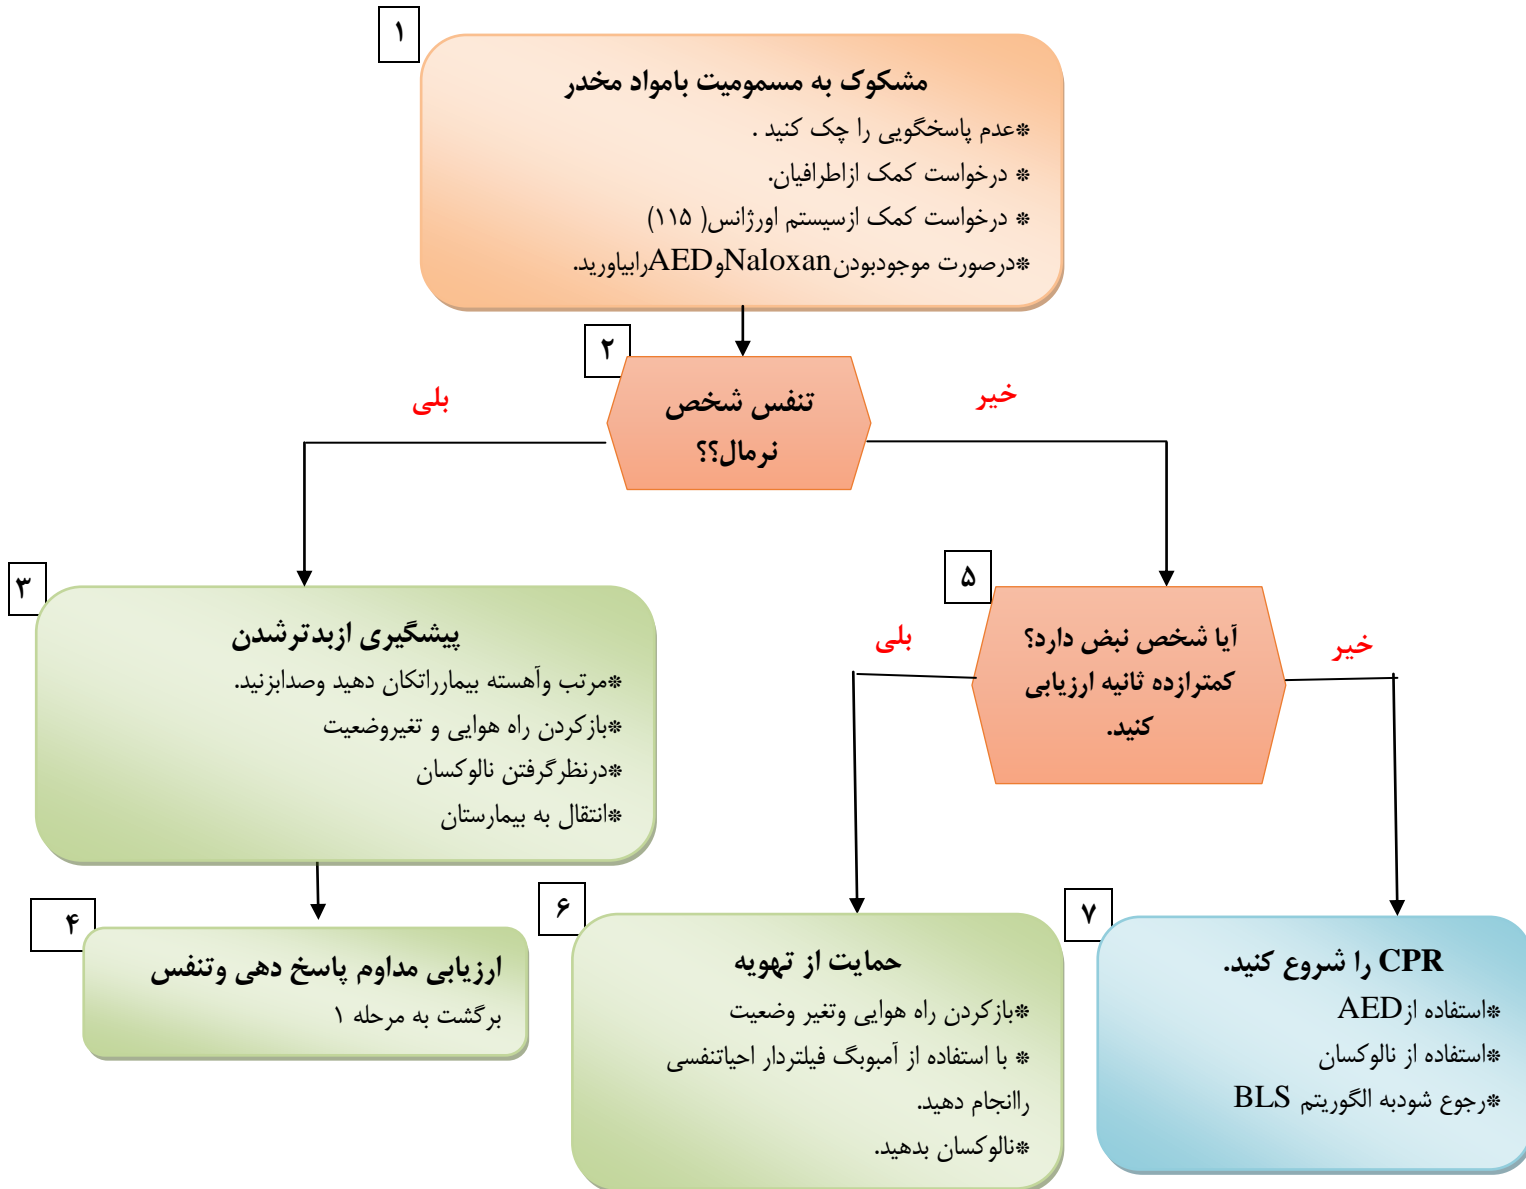 ۱
مشکوک به مسمومیت بامواد مخدر
*عدم پاسخگویی را چک کنید .
* درخواست کمک ازاطرافیان.
* درخواست کمک ازسیستم اورژانس( ۱۱۵)
*درصورت موجودبودنNaloxanوAEDرابیاورید.
۲
تنفس شخص
نرمال؟؟
خیر
بلی
۳
پیشگیری ازبدترشدن
*مرتب وآهسته بیمارراتکان دهید وصدابزنید.
*بازکردن راه هوایی و تغیروضعیت
*درنظرگرفتن نالوکسان
*انتقال به بیمارستان
۴
ارزیابی مداوم پاسخ دهی وتنفس
برگشت به مرحله ۱
۵
آیا شخص نبض دارد؟
کمترازده ثانیه ارزیابی
کنید.
خیر
بلی
۶
حمایت از تهویه
*بازکردن راه هوایی وتغیر وضعیت
* با استفاده از آمبوبگ فیلتردار احیاتنفسی
راانجام دهید.
*نالوکسان بدهید.
۷
CPR را شروع کنید.
*استفاده ازAED
*استفاده از نالوکسان
*رجوع شودبه الگوریتم BLS